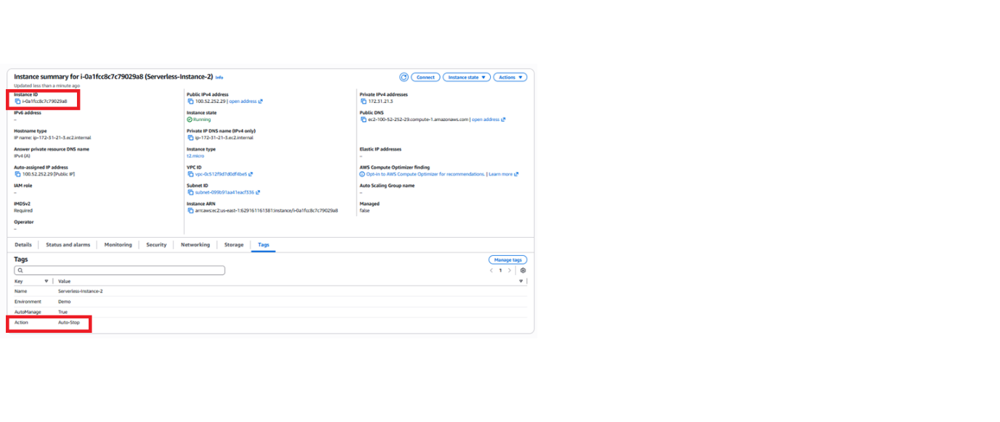 Instance summary for i-0a1fcc8c7c79029a8 (Serverless-Instance-2) Info
Connect Instance state Actions
Updated less than a minute ago
Instance ID
i-0a1fcc8c7c79029a8
Public IPv4 address
100.52.252.29 | open address
Private IPv4 addresses
172.31.21.3
IPv6 address
–
Instance state
Running
Public DNS
ec2-100-52-252-29.compute-1.amazonaws.com | open address
Hostname type
IP name: ip-172-31-21-3.ec2.internal
Private IP DNS name (IPv4 only)
ip-172-31-21-3.ec2.internal
Answer private resource DNS name
IPv4 (A)
Instance type
t2.micro
Elastic IP addresses
–
Auto-assigned IP address
100.52.252.29 [Public IP]
VPC ID
vpc-0c512f9d7d0df4be5
AWS Compute Optimizer finding
Opt-in to AWS Compute Optimizer for recommendations. | Learn more
IAM role
–
Subnet ID
subnet-099b91aa41eacf336
Auto Scaling Group name
–
IMDSv2
Required
Instance ARN
arn:aws:ec2:us-east-1:629161161381:instance/i-0a1fcc8c7c79029a8
Managed
false
Operator
–
Details Status and alarms Monitoring Security Networking Storage Tags
Tags
Manage tags
1
Key Value
Name Serverless-Instance-2
Environment Demo
AutoManage True
Action Auto-Stop